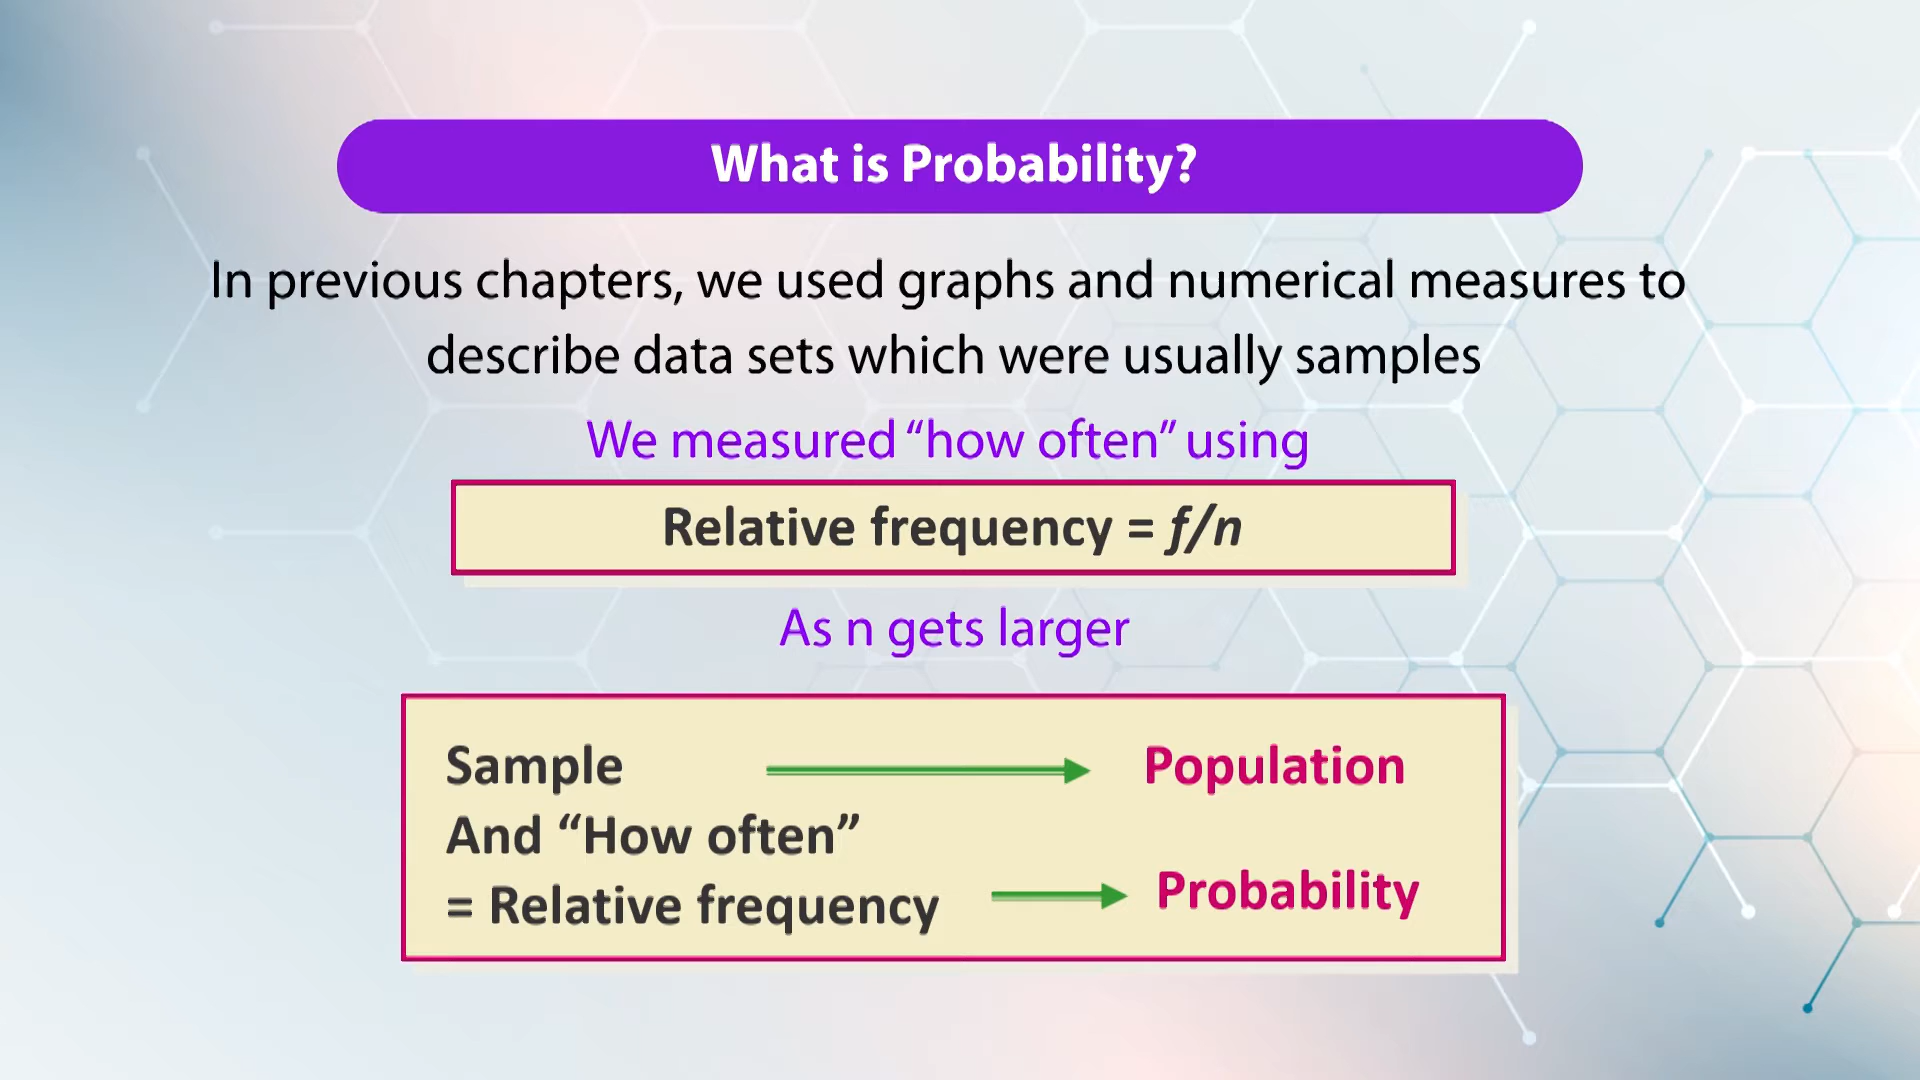 What is Probability?
In previous chapters, we used graphs and numerical measures to
describe data sets which were usually samples
We measured “how often” using
Relative frequency = f/n
As n gets larger
Sample Population
And “How often”
= Relative frequency Probability